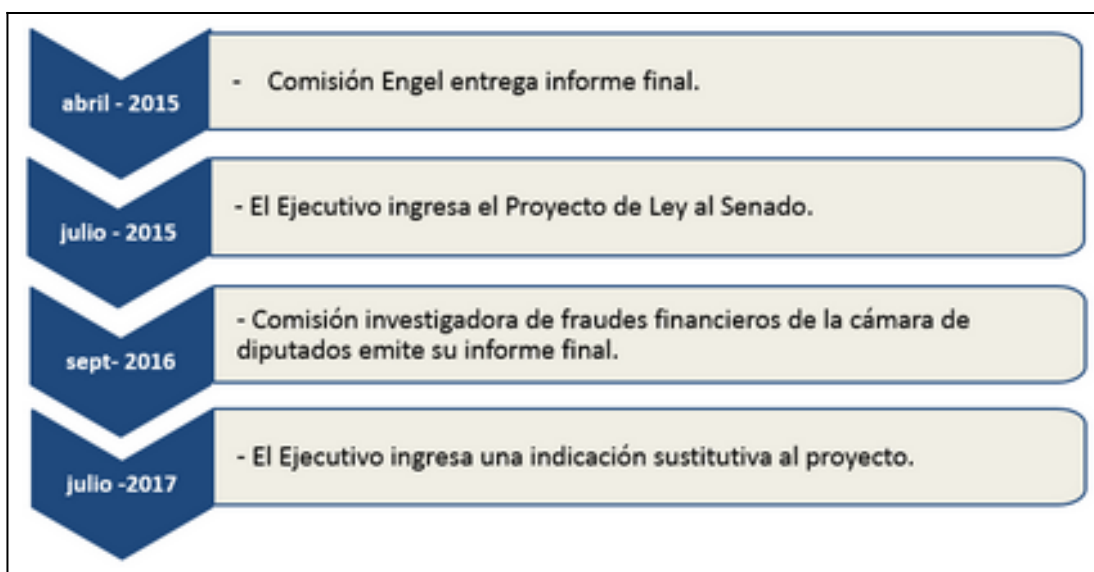 abril - 2015
- Comisión Engel entrega informe final.
julio - 2015
- El Ejecutivo ingresa el Proyecto de Ley al Senado.
sept- 2016
- Comisión investigadora de fraudes financieros de la cámara de
diputados emite su informe final.
julio -2017
- El Ejecutivo ingresa una indicación sustitutiva al proyecto.